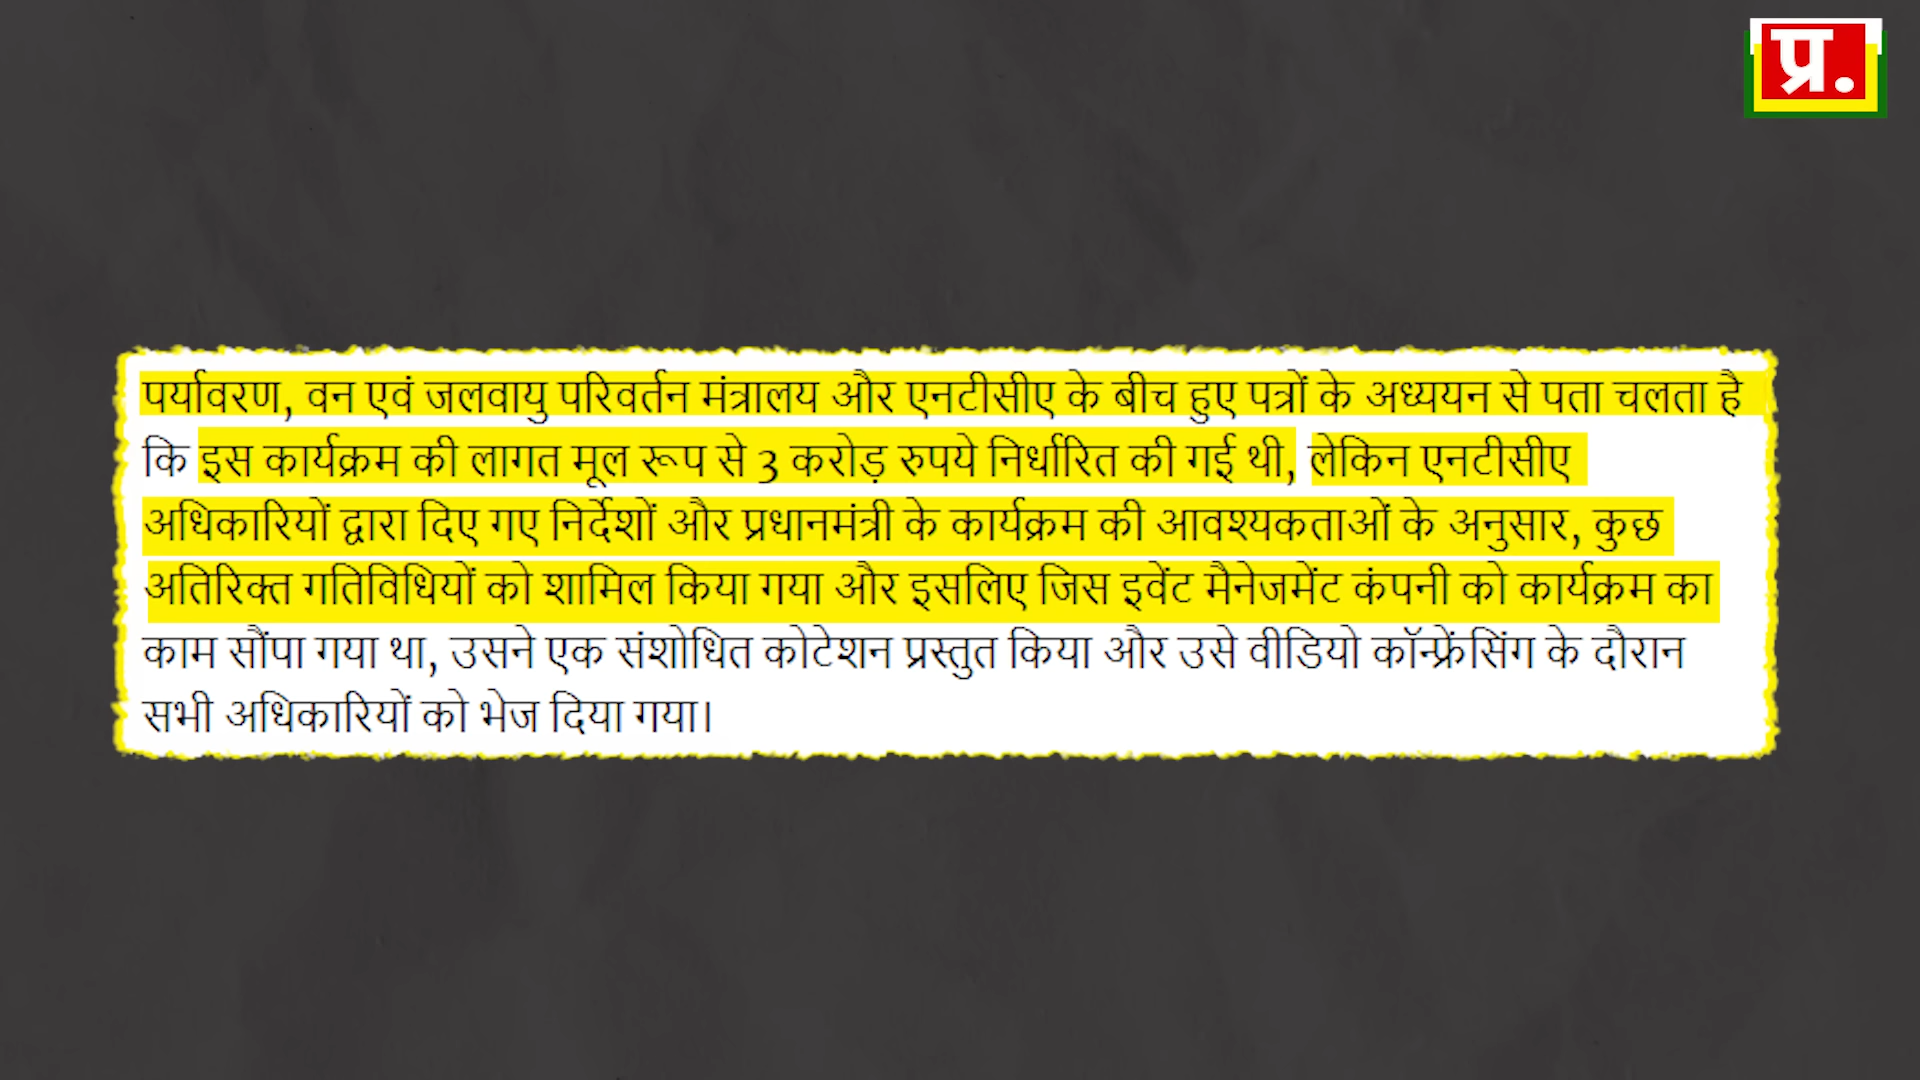 प्र.
पर्यावरण, वन एवं जलवायु परिवर्तन मंत्रालय और एनटीसीए के बीच हुए पत्रों के अध्ययन से पता चलता है
कि इस कार्यक्रम की लागत मूल रूप से 3 करोड़ रुपये निर्धारित की गई थी, लेकिन एनटीसीए
अधिकारियों द्वारा दिए गए निर्देशों और प्रधानमंत्री के कार्यक्रम की आवश्यकताओं के अनुसार, कुछ
अतिरिक्त गतिविधियों को शामिल किया गया और इसलिए जिस इवेंट मैनेजमेंट कंपनी को कार्यक्रम का
काम सौंपा गया था, उसने एक संशोधित कोटेशन प्रस्तुत किया और उसे वीडियो कॉन्फ्रेंसिंग के दौरान
सभी अधिकारियों को भेज दिया गया।